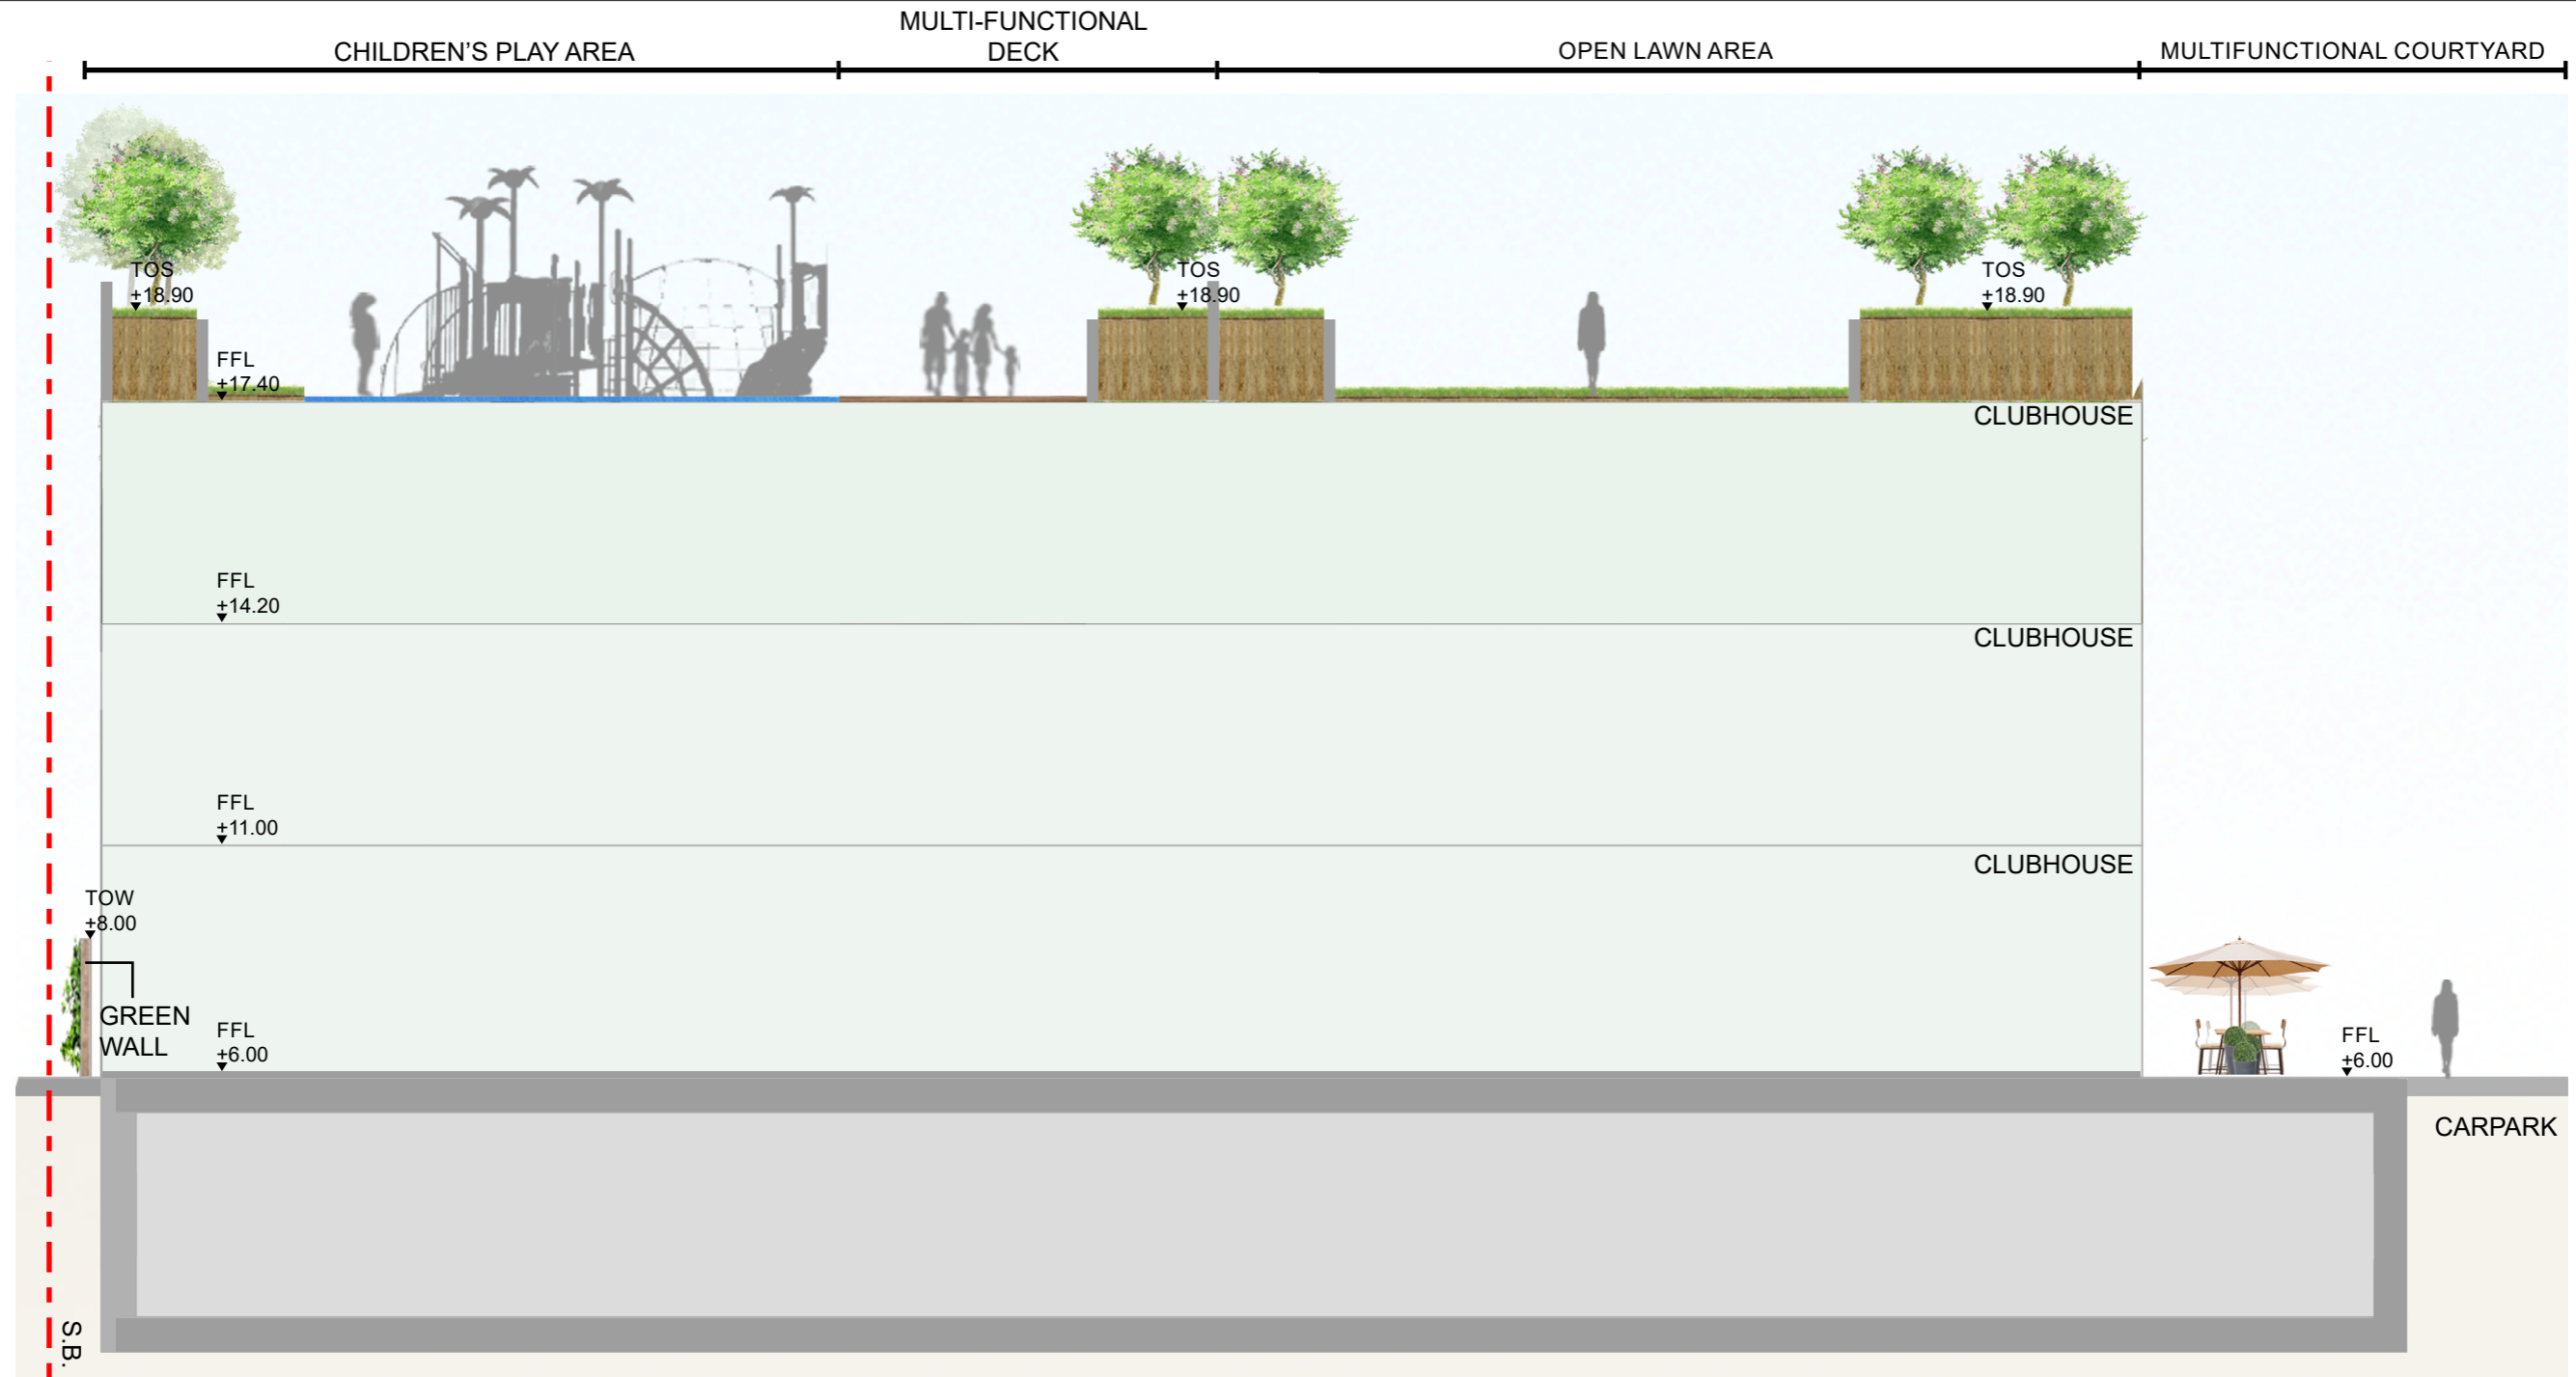 MULTI-FUNCTIONAL
DECK
CHILDREN'S PLAY AREA
OPEN LAWN AREA
MULTIFUNCTIONAL COURTYARD
TOS
+18.90
TOS
+18.90
TOS
+18.90
FFL
+17.40
CLUBHOUSE
FFL
+14.20
CLUBHOUSE
FFL
+11.00
CLUBHOUSE
TOW
+8.00
GREEN
WALL
FFL
+6.00
FFL
+6.00
CARPARK
S.B.